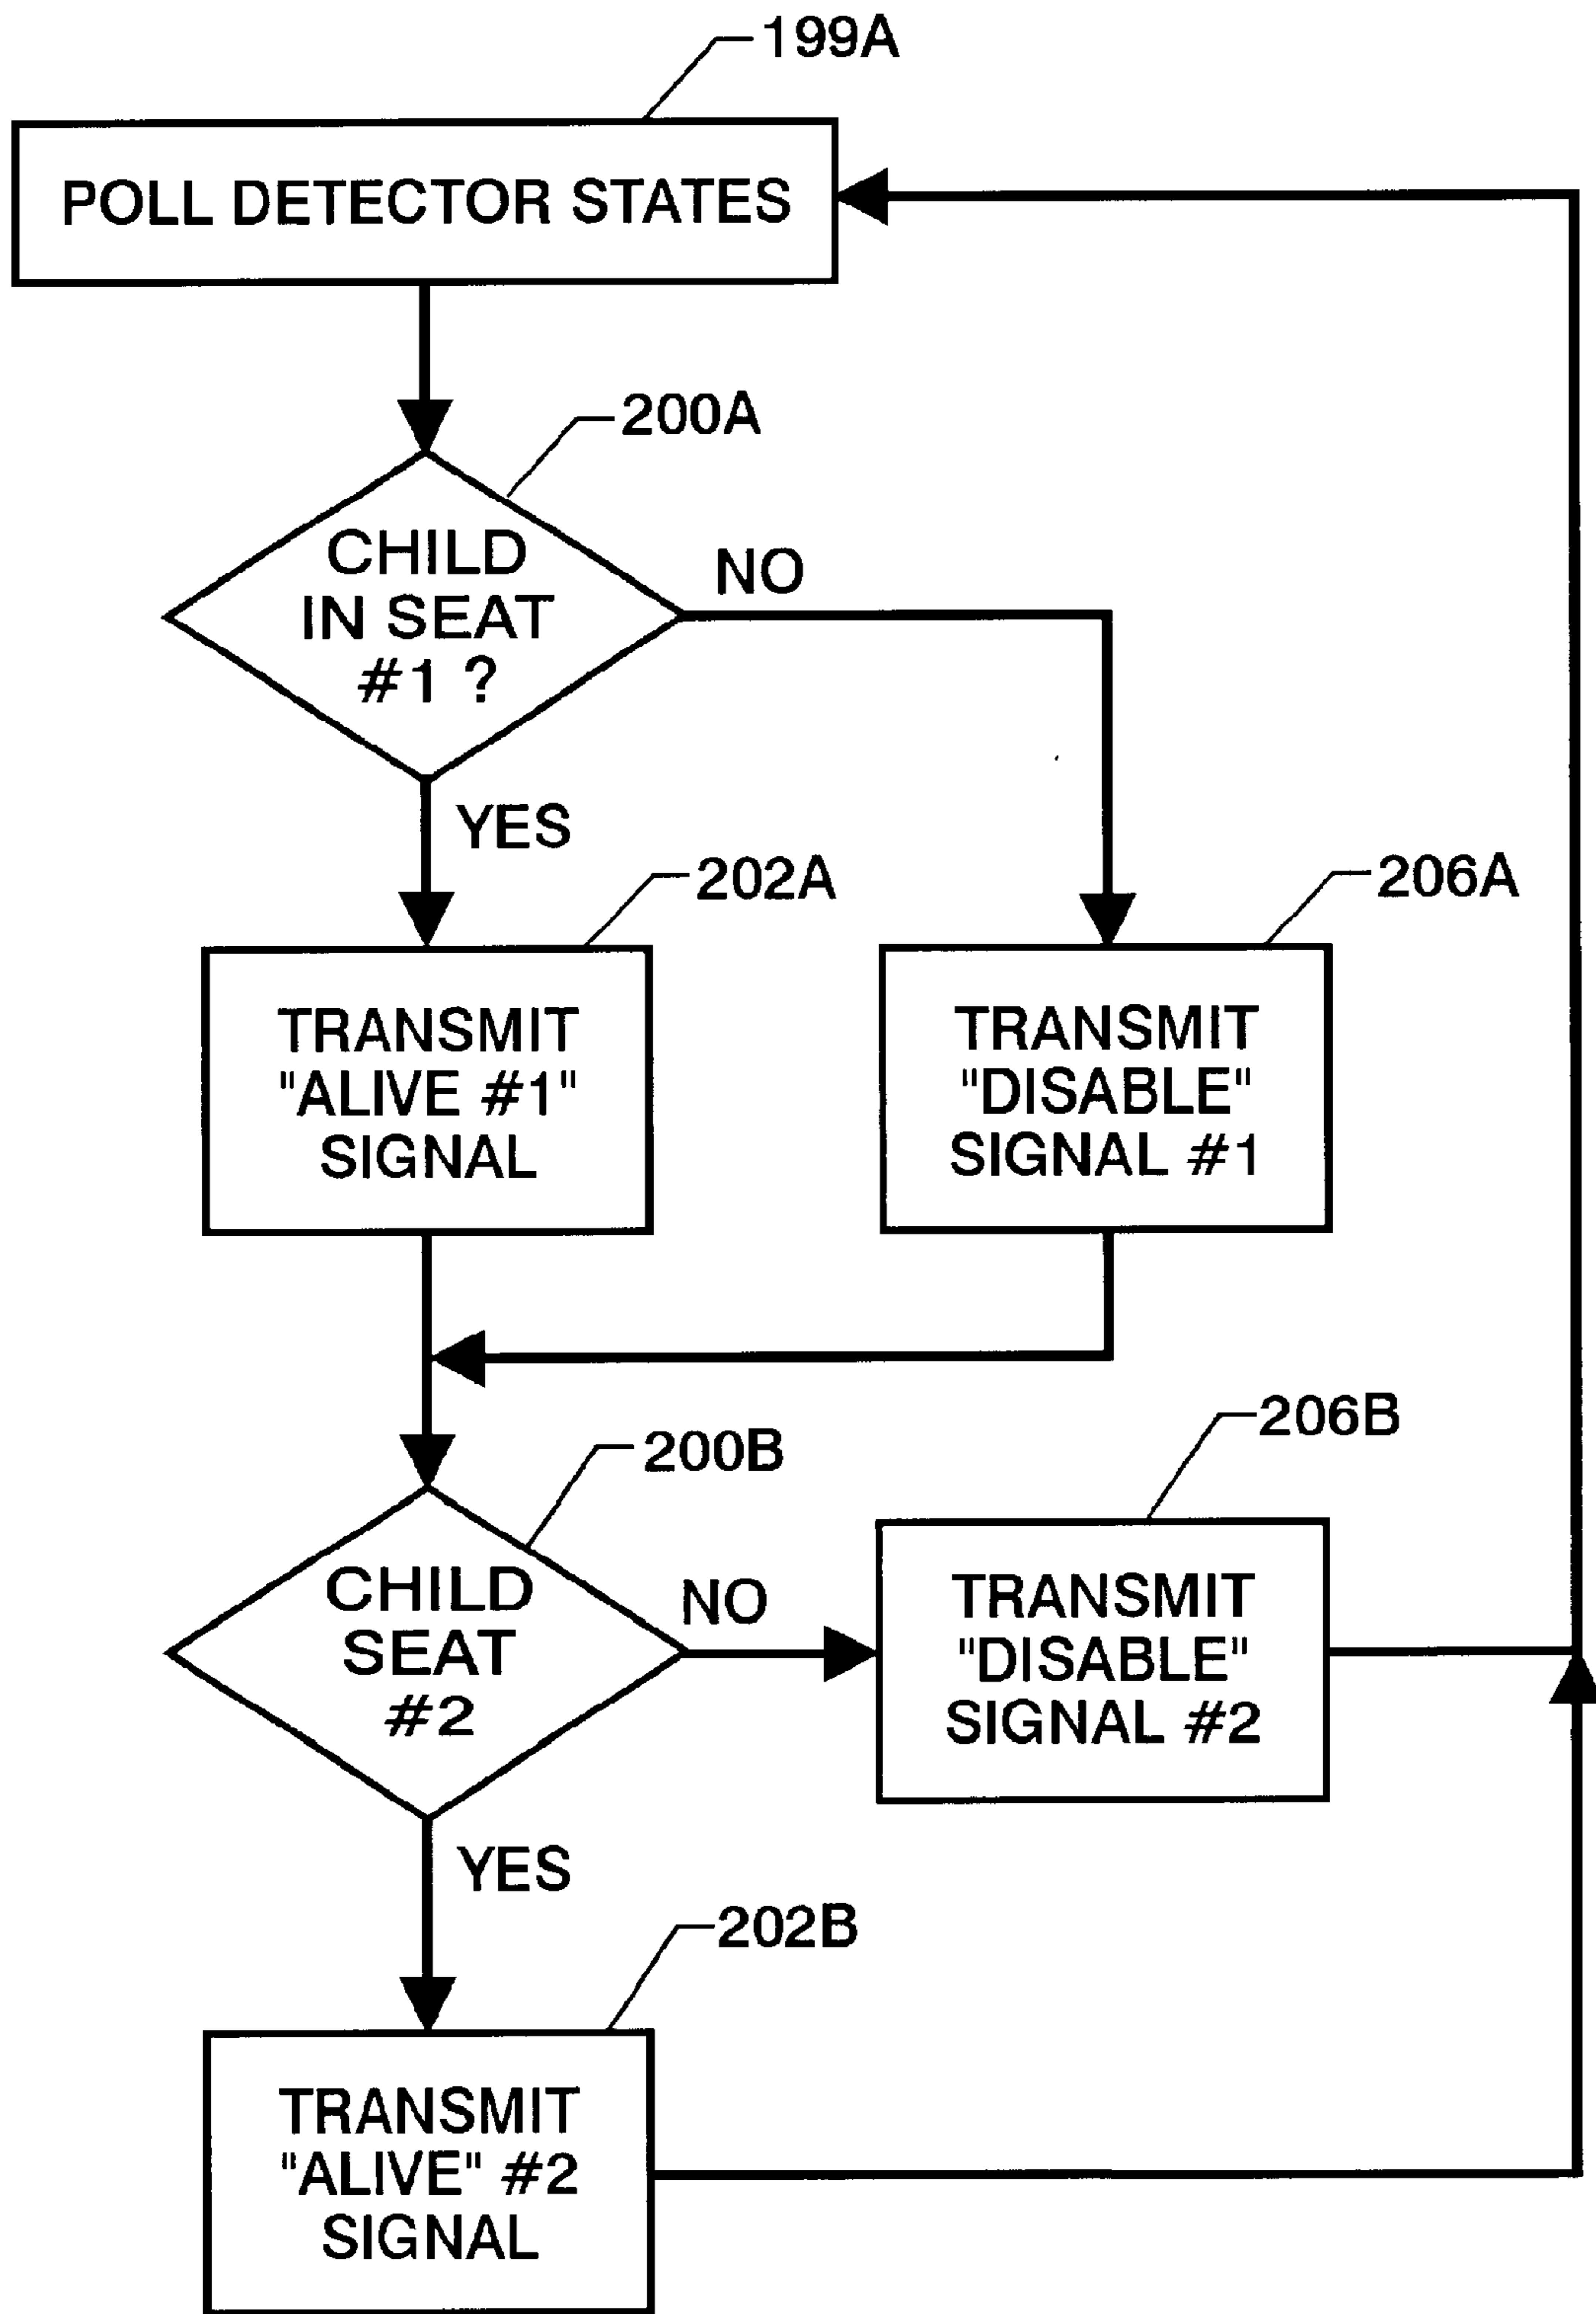 199A
POLL DETECTOR STATES
200A
CHILD
IN SEAT
#1 ?
NO
YES
202A
206A
TRANSMIT
"ALIVE #1"
SIGNAL
TRANSMIT
"DISABLE"
SIGNAL #1
206B
200B
CHILD
SEAT
#2
NO
TRANSMIT
"DISABLE"
SIGNAL #2
YES
202B
TRANSMIT
"ALIVE" #2
SIGNAL